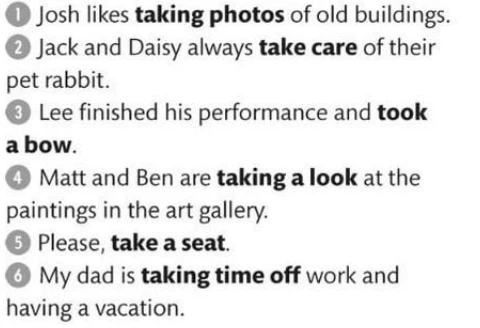 1 Josh likes taking photos of old buildings.
2 Jack and Daisy always take care of their
pet rabbit.
3 Lee finished his performance and took
a bow.
4 Matt and Ben are taking a look at the
paintings in the art gallery.
5 Please, take a seat.
6 My dad is taking time off work and
having a vacation.